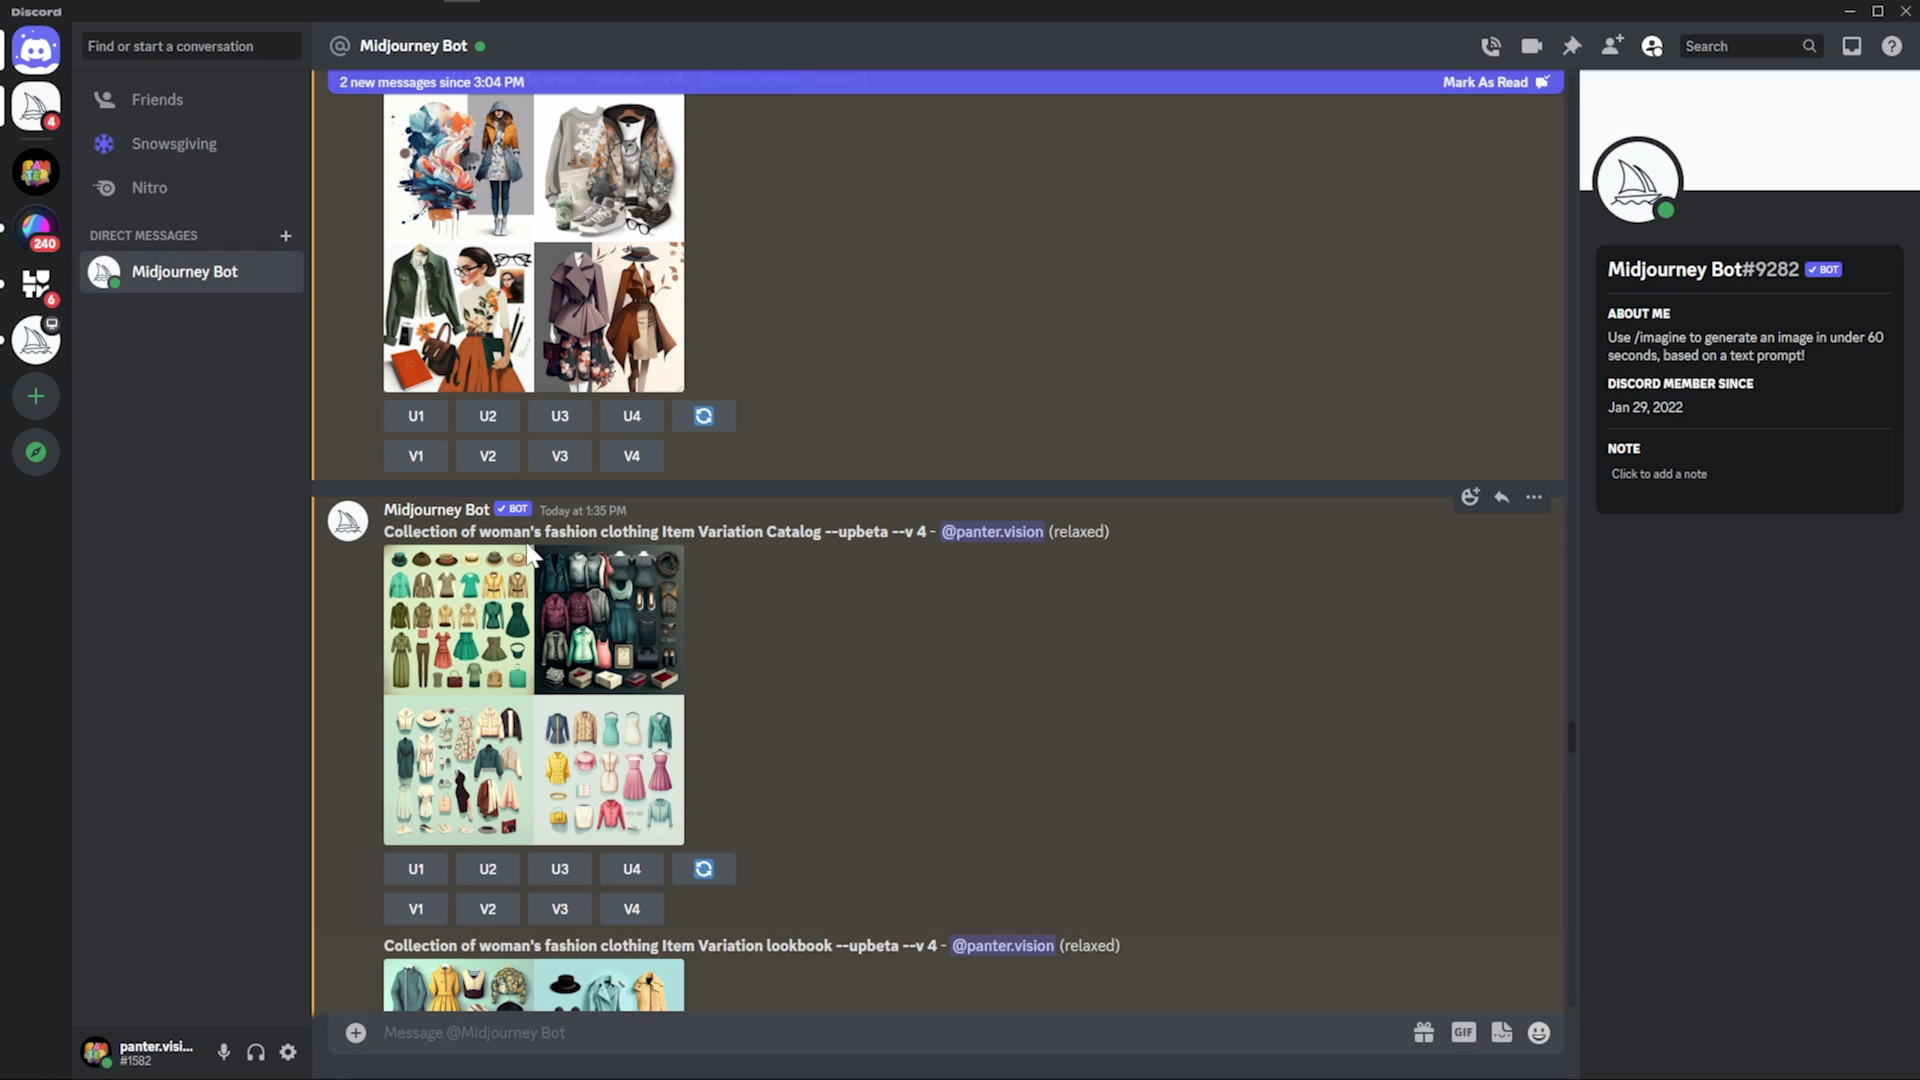 Discord
Find or start a conversation
Midjourney Bot
Search
2 new messages since 3:04 PM
Mark As Read
4
Friends
Snowsgiving
Nitro
240
DIRECT MESSAGES
Midjourney Bot
6
U1 U2 U3 U4
V1 V2 V3 V4
Midjourney Bot BOT Today at 1:35 PM
Collection of woman's fashion clothing Item Variation Catalog --upbeta --v 4 - @panter.vision (relaxed)
U1 U2 U3 U4
V1 V2 V3 V4
Collection of woman's fashion clothing Item Variation lookbook --upbeta --v 4 - @panter.vision (relaxed)
Message @Midjourney Bot
GIF
panter.visi...
#1582
Midjourney Bot#9282 BOT
ABOUT ME
Use /imagine to generate an image in under 60
seconds, based on a text prompt!
DISCORD MEMBER SINCE
Jan 29, 2022
NOTE
Click to add a note